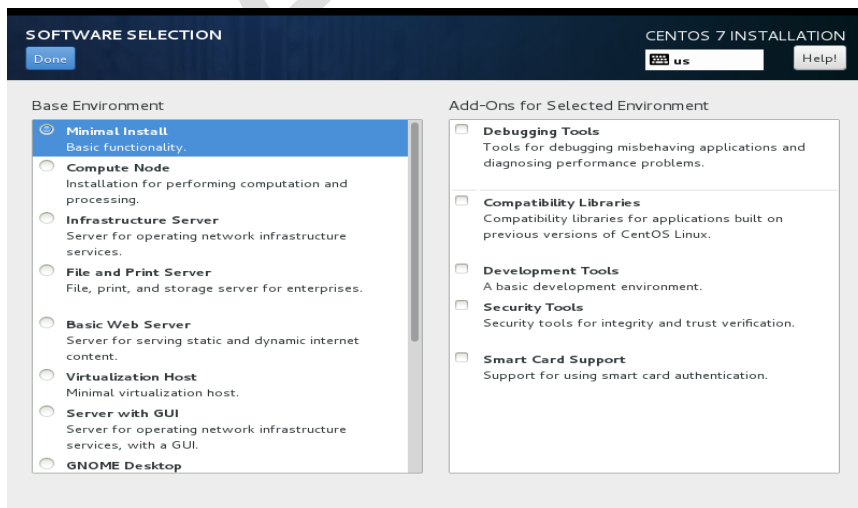 SOFTWARE SELECTION
CENTOS 7 INSTALLATION
Done
us
Help!
Base Environment
Minimal Install
Basic functionality.
Compute Node
Installation for performing computation and
processing.
Infrastructure Server
Server for operating network infrastructure
services.
File and Print Server
File, print, and storage server for enterprises.
Basic Web Server
Server for serving static and dynamic internet
content.
Virtualization Host
Minimal virtualization host.
Server with GUI
Server for operating network infrastructure
services, with a GUI.
GNOME Desktop
Add-Ons for Selected Environment
Debugging Tools
Tools for debugging misbehaving applications and
diagnosing performance problems.
Compatibility Libraries
Compatibility libraries for applications built on
previous versions of CentOS Linux.
Development Tools
A basic development environment.
Security Tools
Security tools for integrity and trust verification.
Smart Card Support
Support for using smart card authentication.